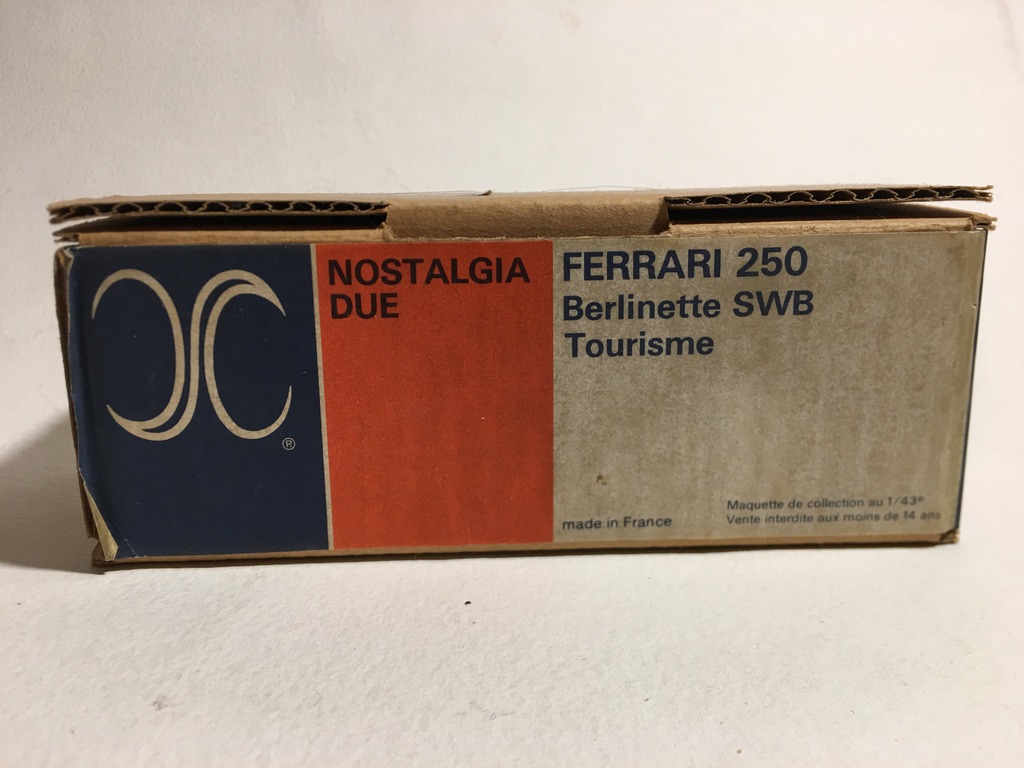 NOSTALGIA
DUE
FERRARI 250
Berlinette SWB
Tourisme
®
made in France
Maquette de collection au 1/43e
Vente interdite aux moins de 14 ans